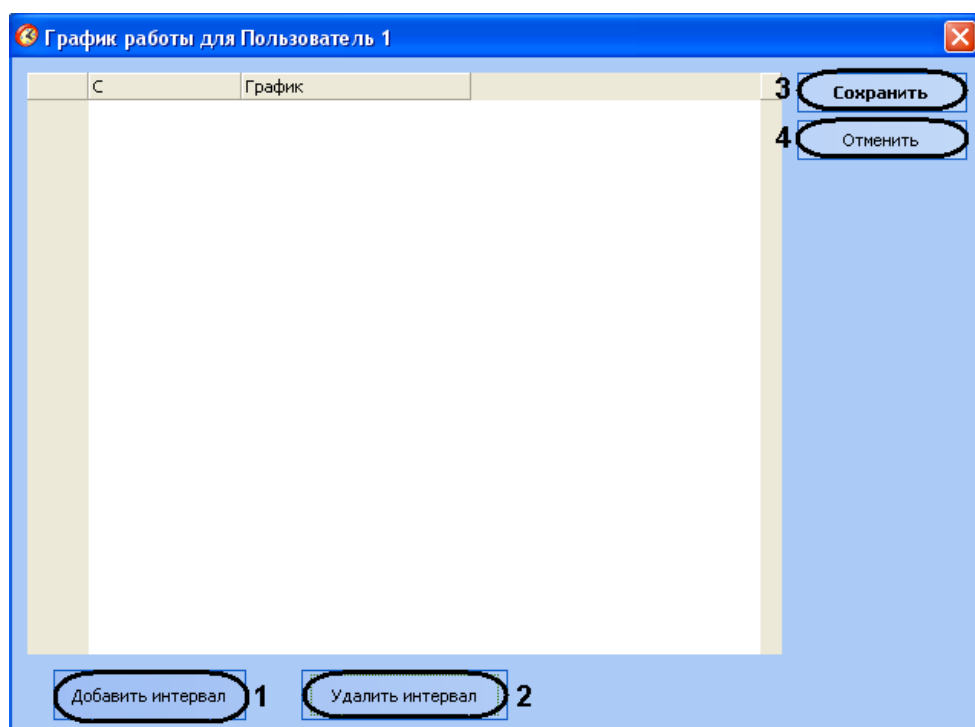 График работы для Пользователь 1
С График
3 Сохранить
4 Отменить
Добавить интервал 1 Удалить интервал 2